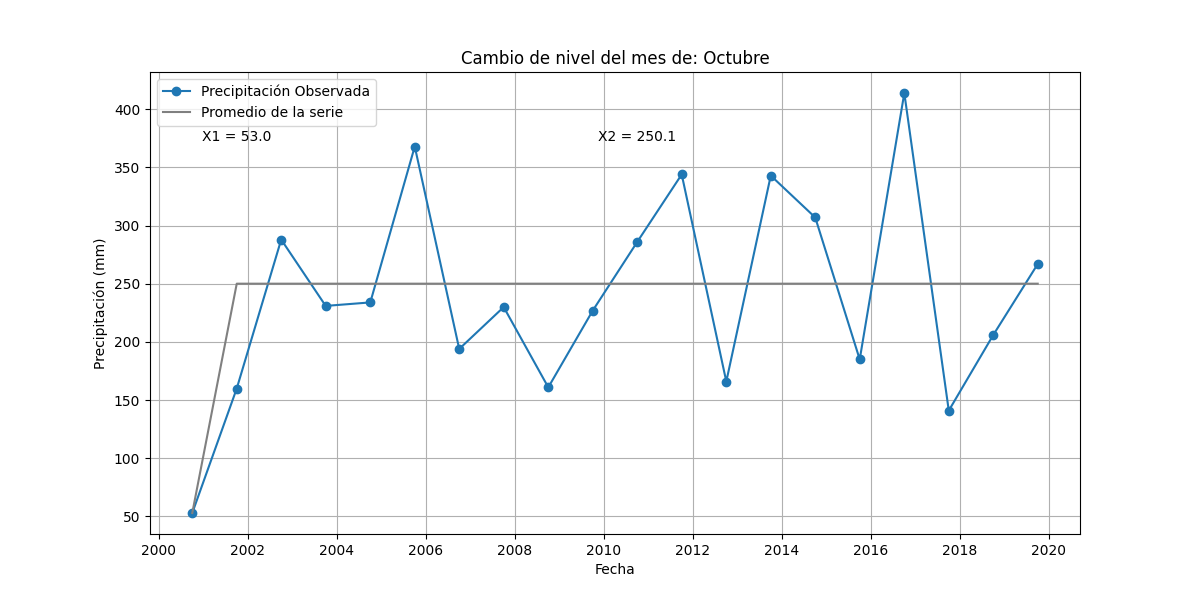 Cambio de nivel del mes de: Octubre
Precipitación Observada
Promedio de la serie
X1 = 53.0
X2 = 250.1
400
350
300
250
200
150
100
50
Precipitación (mm)
2000 2002 2004 2006 2008 2010 2012 2014 2016 2018 2020
Fecha